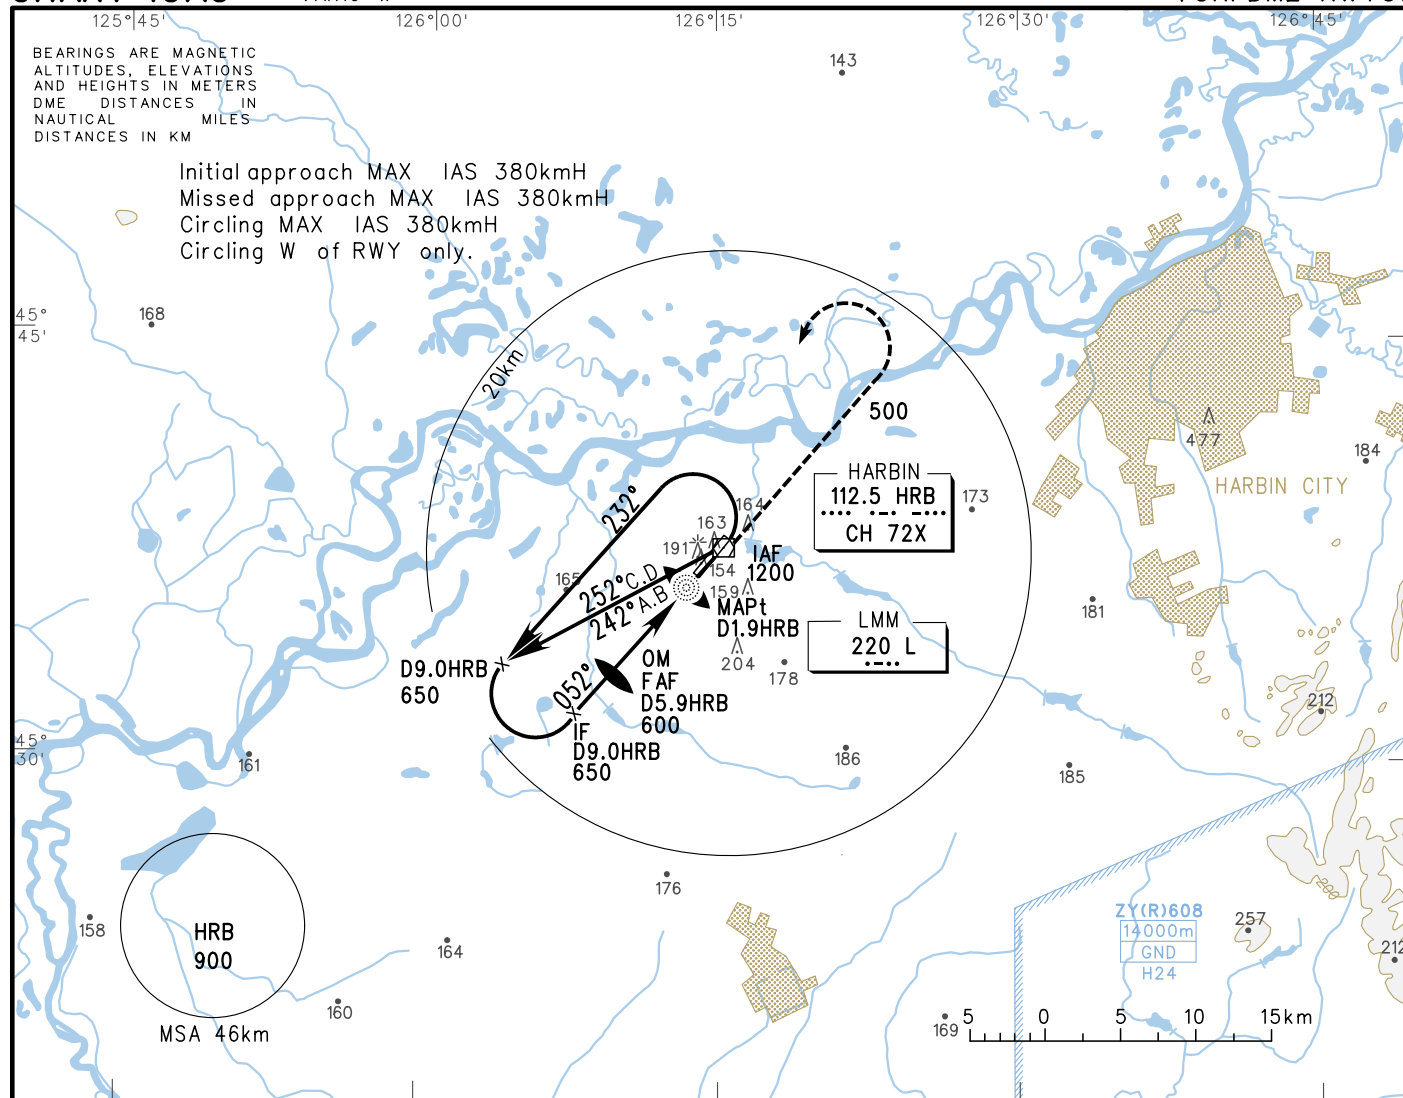 125°45'
126°00'
126°15'
126°30'
126°45'
BEARINGS ARE MAGNETIC
ALTITUDES, ELEVATIONS
AND HEIGHTS IN METERS
DME DISTANCES IN
NAUTICAL MILES
DISTANCES IN KM
143
Initial approach MAX IAS 380kmH
Missed approach MAX IAS 380kmH
Circling MAX IAS 380kmH
Circling W of RWY only.
168
45°
45'
20km
500
477
184
HARBIN CITY
HARBIN
112.5 HRB
CH 72X
173
232°
164
163
191
154
159
165
IAF
1200
252° C.D
242° A.B
MAPt
D1.9HRB
181
LMM
220 L
204
178
D9.0HRB
650
052°
OM
FAF
D5.9HRB
600
IF
D9.0HRB
650
212
45°
30'
161
186
185
176
200
158
HRB
900
164
ZY(R)608
14000m
GND
H24
257
212
160
MSA 46km
169
5 0 5 10 15km